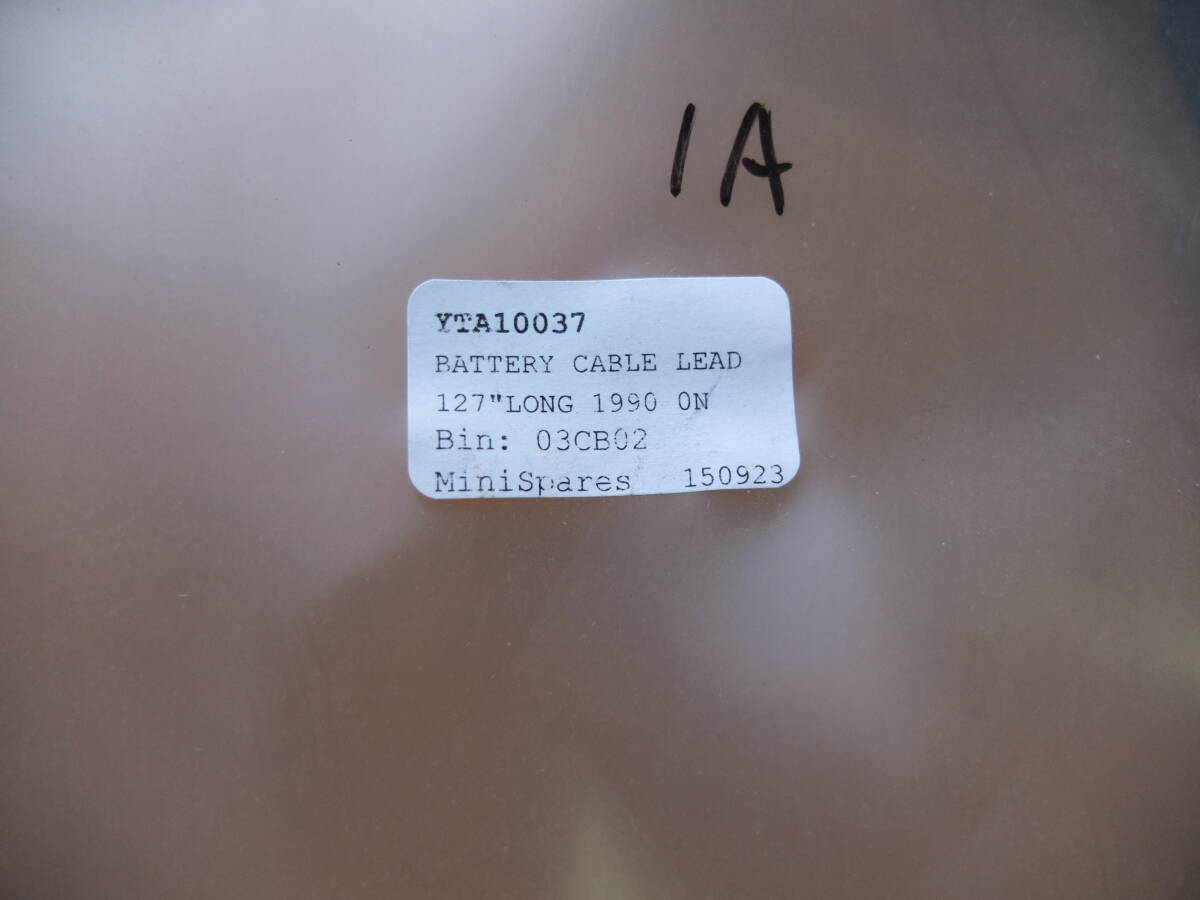 1A
YTA10037
BATTERY CABLE LEAD
127"LONG 1990 ON
Bin: 03CB02
MiniSpares 150923